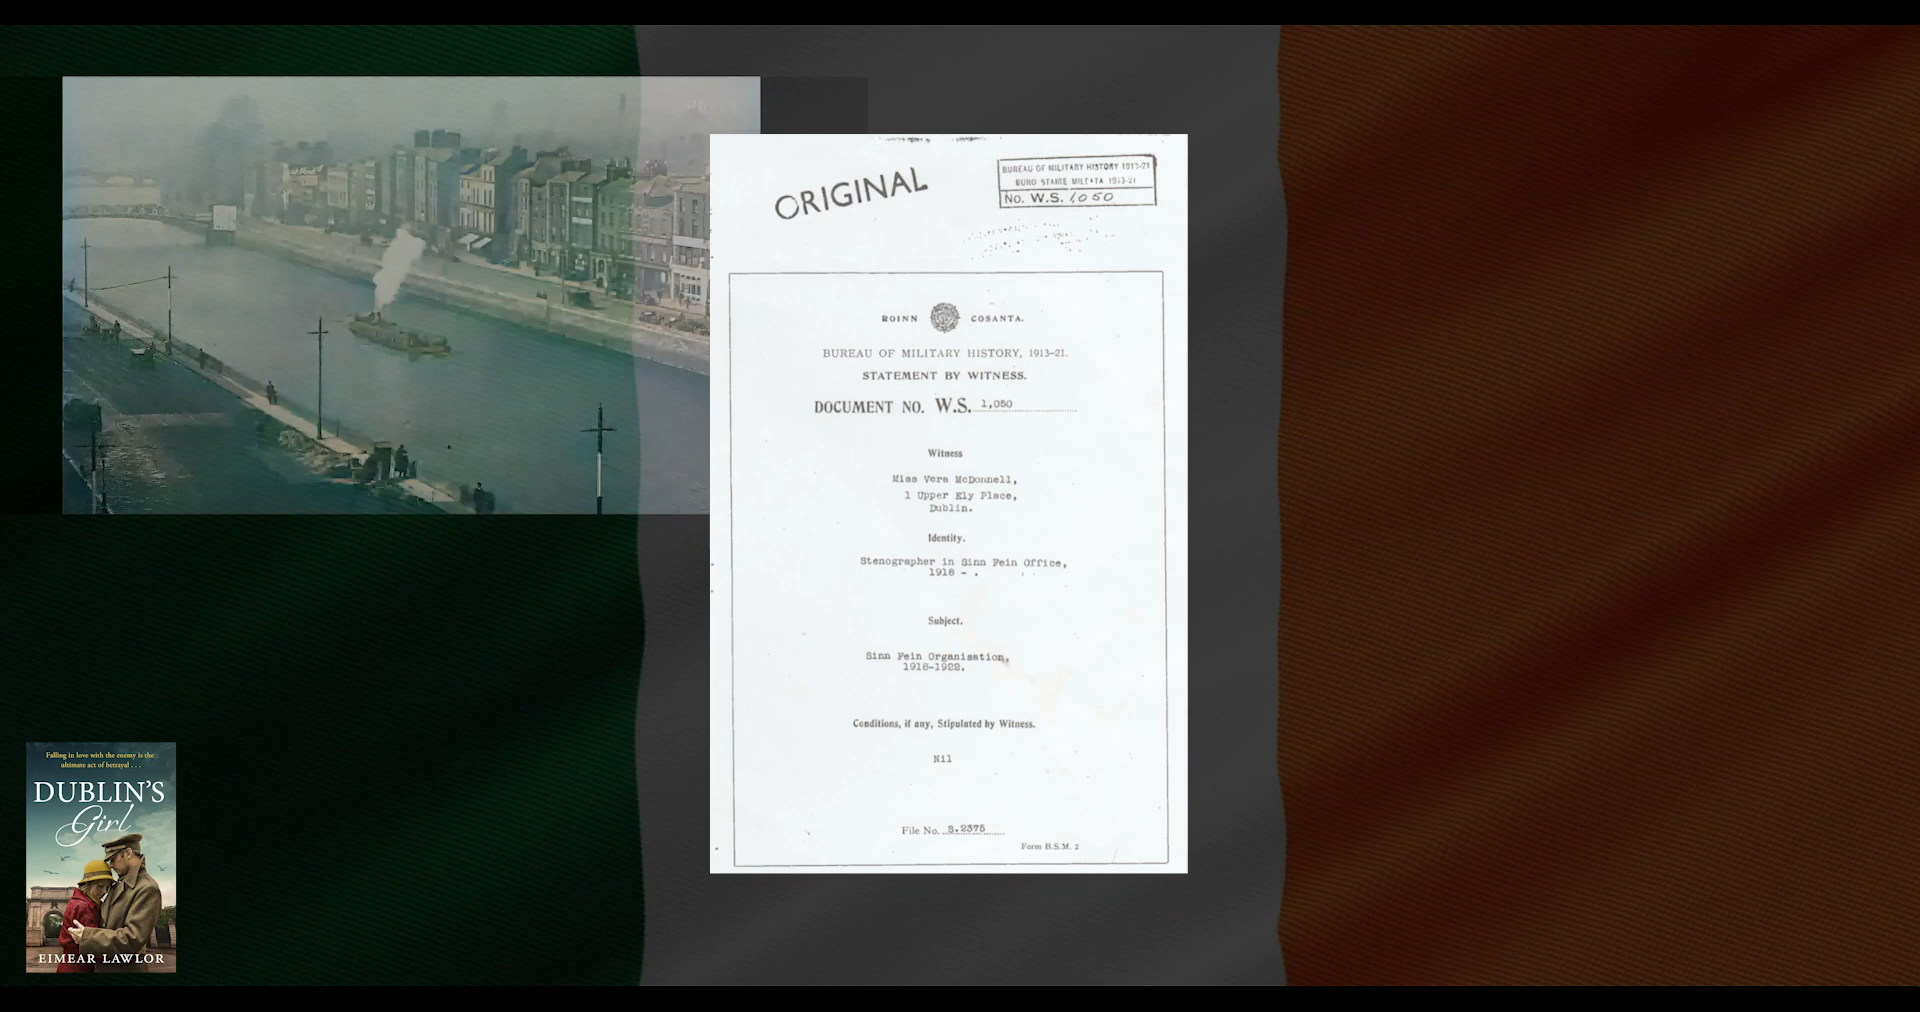 ORIGINAL
BUREAU OF MILITARY HISTORY 1913-21
BURO STAIRE MILEATA 1913-21
No. W.S. 1,050
ROINN COSANTA.
BUREAU OF MILITARY HISTORY, 1913-21.
STATEMENT BY WITNESS.
DOCUMENT NO. W.S. 1,050
Witness
Miss Vera McDonnell,
1 Upper Ely Place,
Dublin.
Identity.
Stenographer in Sinn Fein Office,
1918 - .
Subject.
Sinn Fein Organisation,
1918-1922.
Conditions, if any, Stipulated by Witness.
Nil
File No. S.2375
Form B.S.M. 2
Falling in love with the enemy is the
ultimate act of betrayal . . .
DUBLIN'S
Girl
EIMEAR LAWLOR